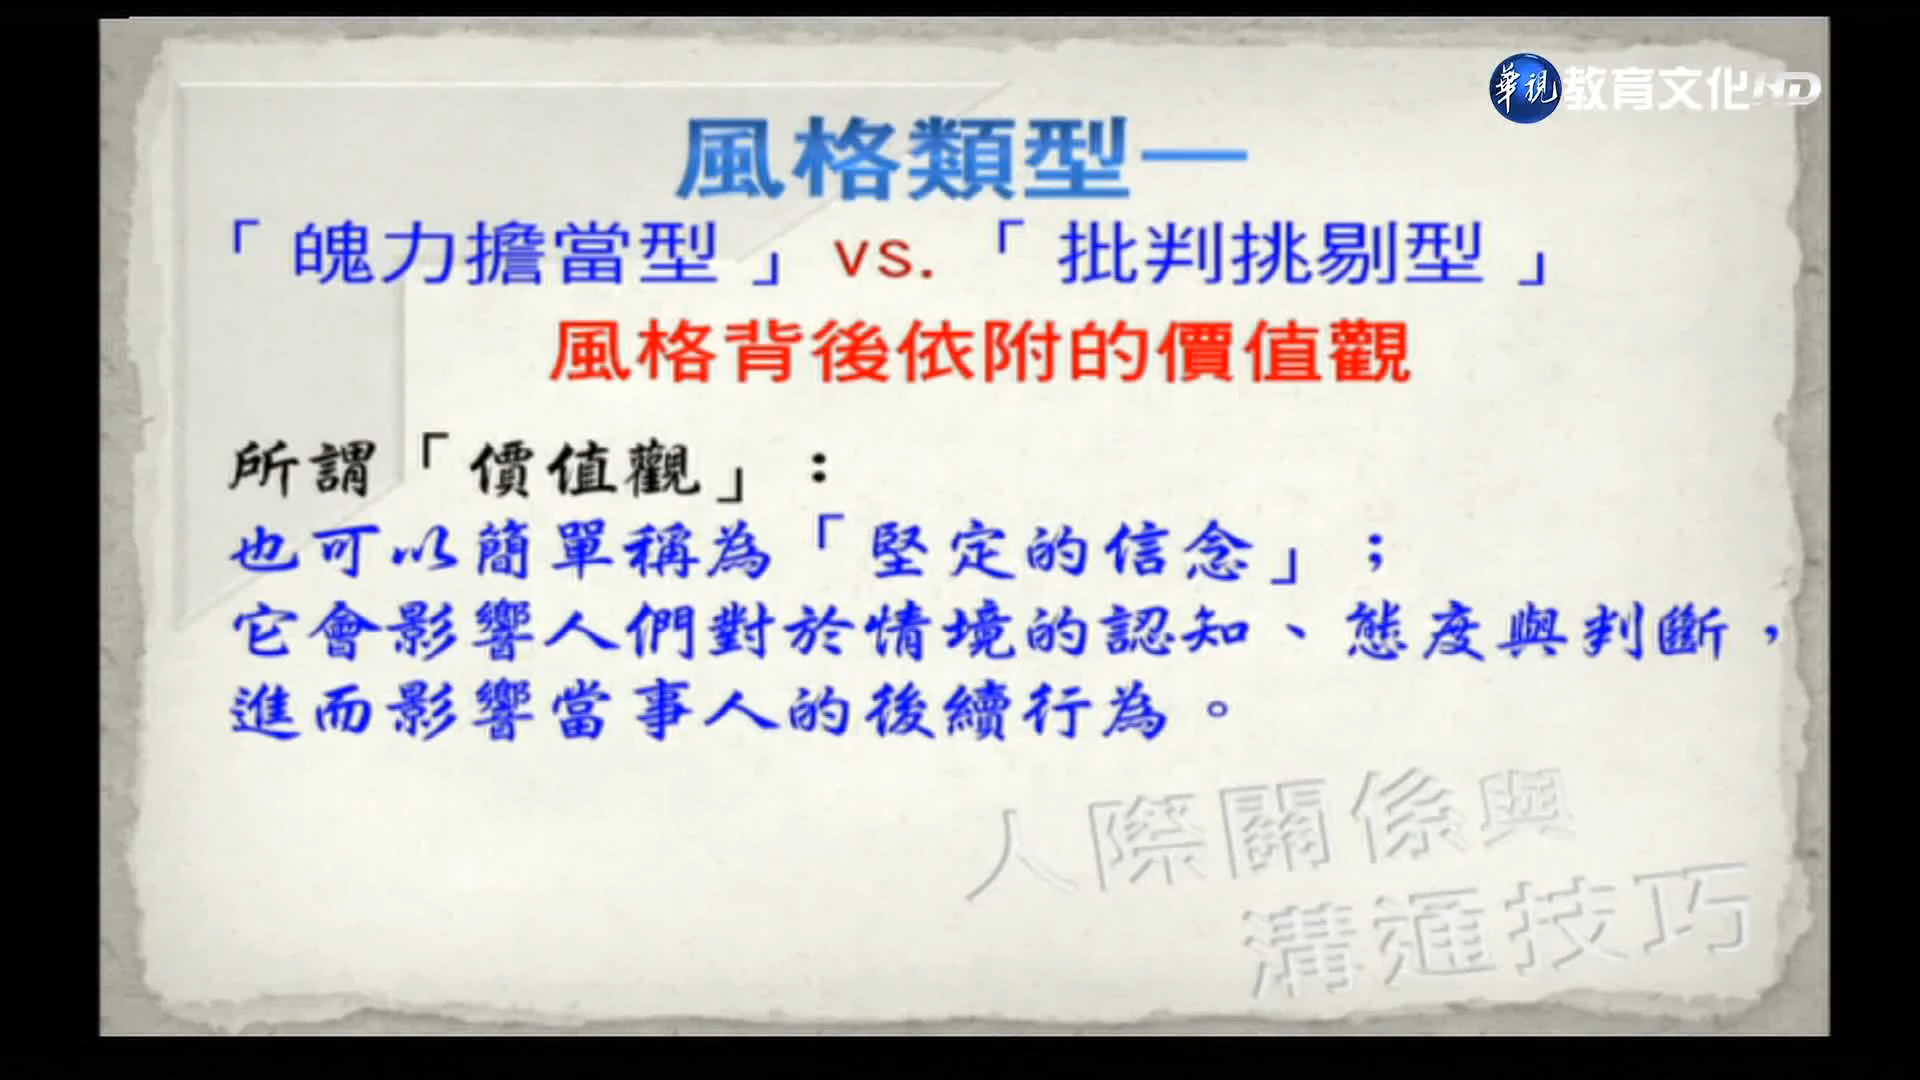 華視 教育文化HD
風格類型一
「魄力擔當型」vs.「批判挑剔型」
風格背後依附的價值觀
所謂「價值觀」：
也可以簡單稱為「堅定的信念」；
它會影響人們對於情境的認知、態度與判斷，
進而影響當事人的後續行為。
人際關係與
溝通技巧